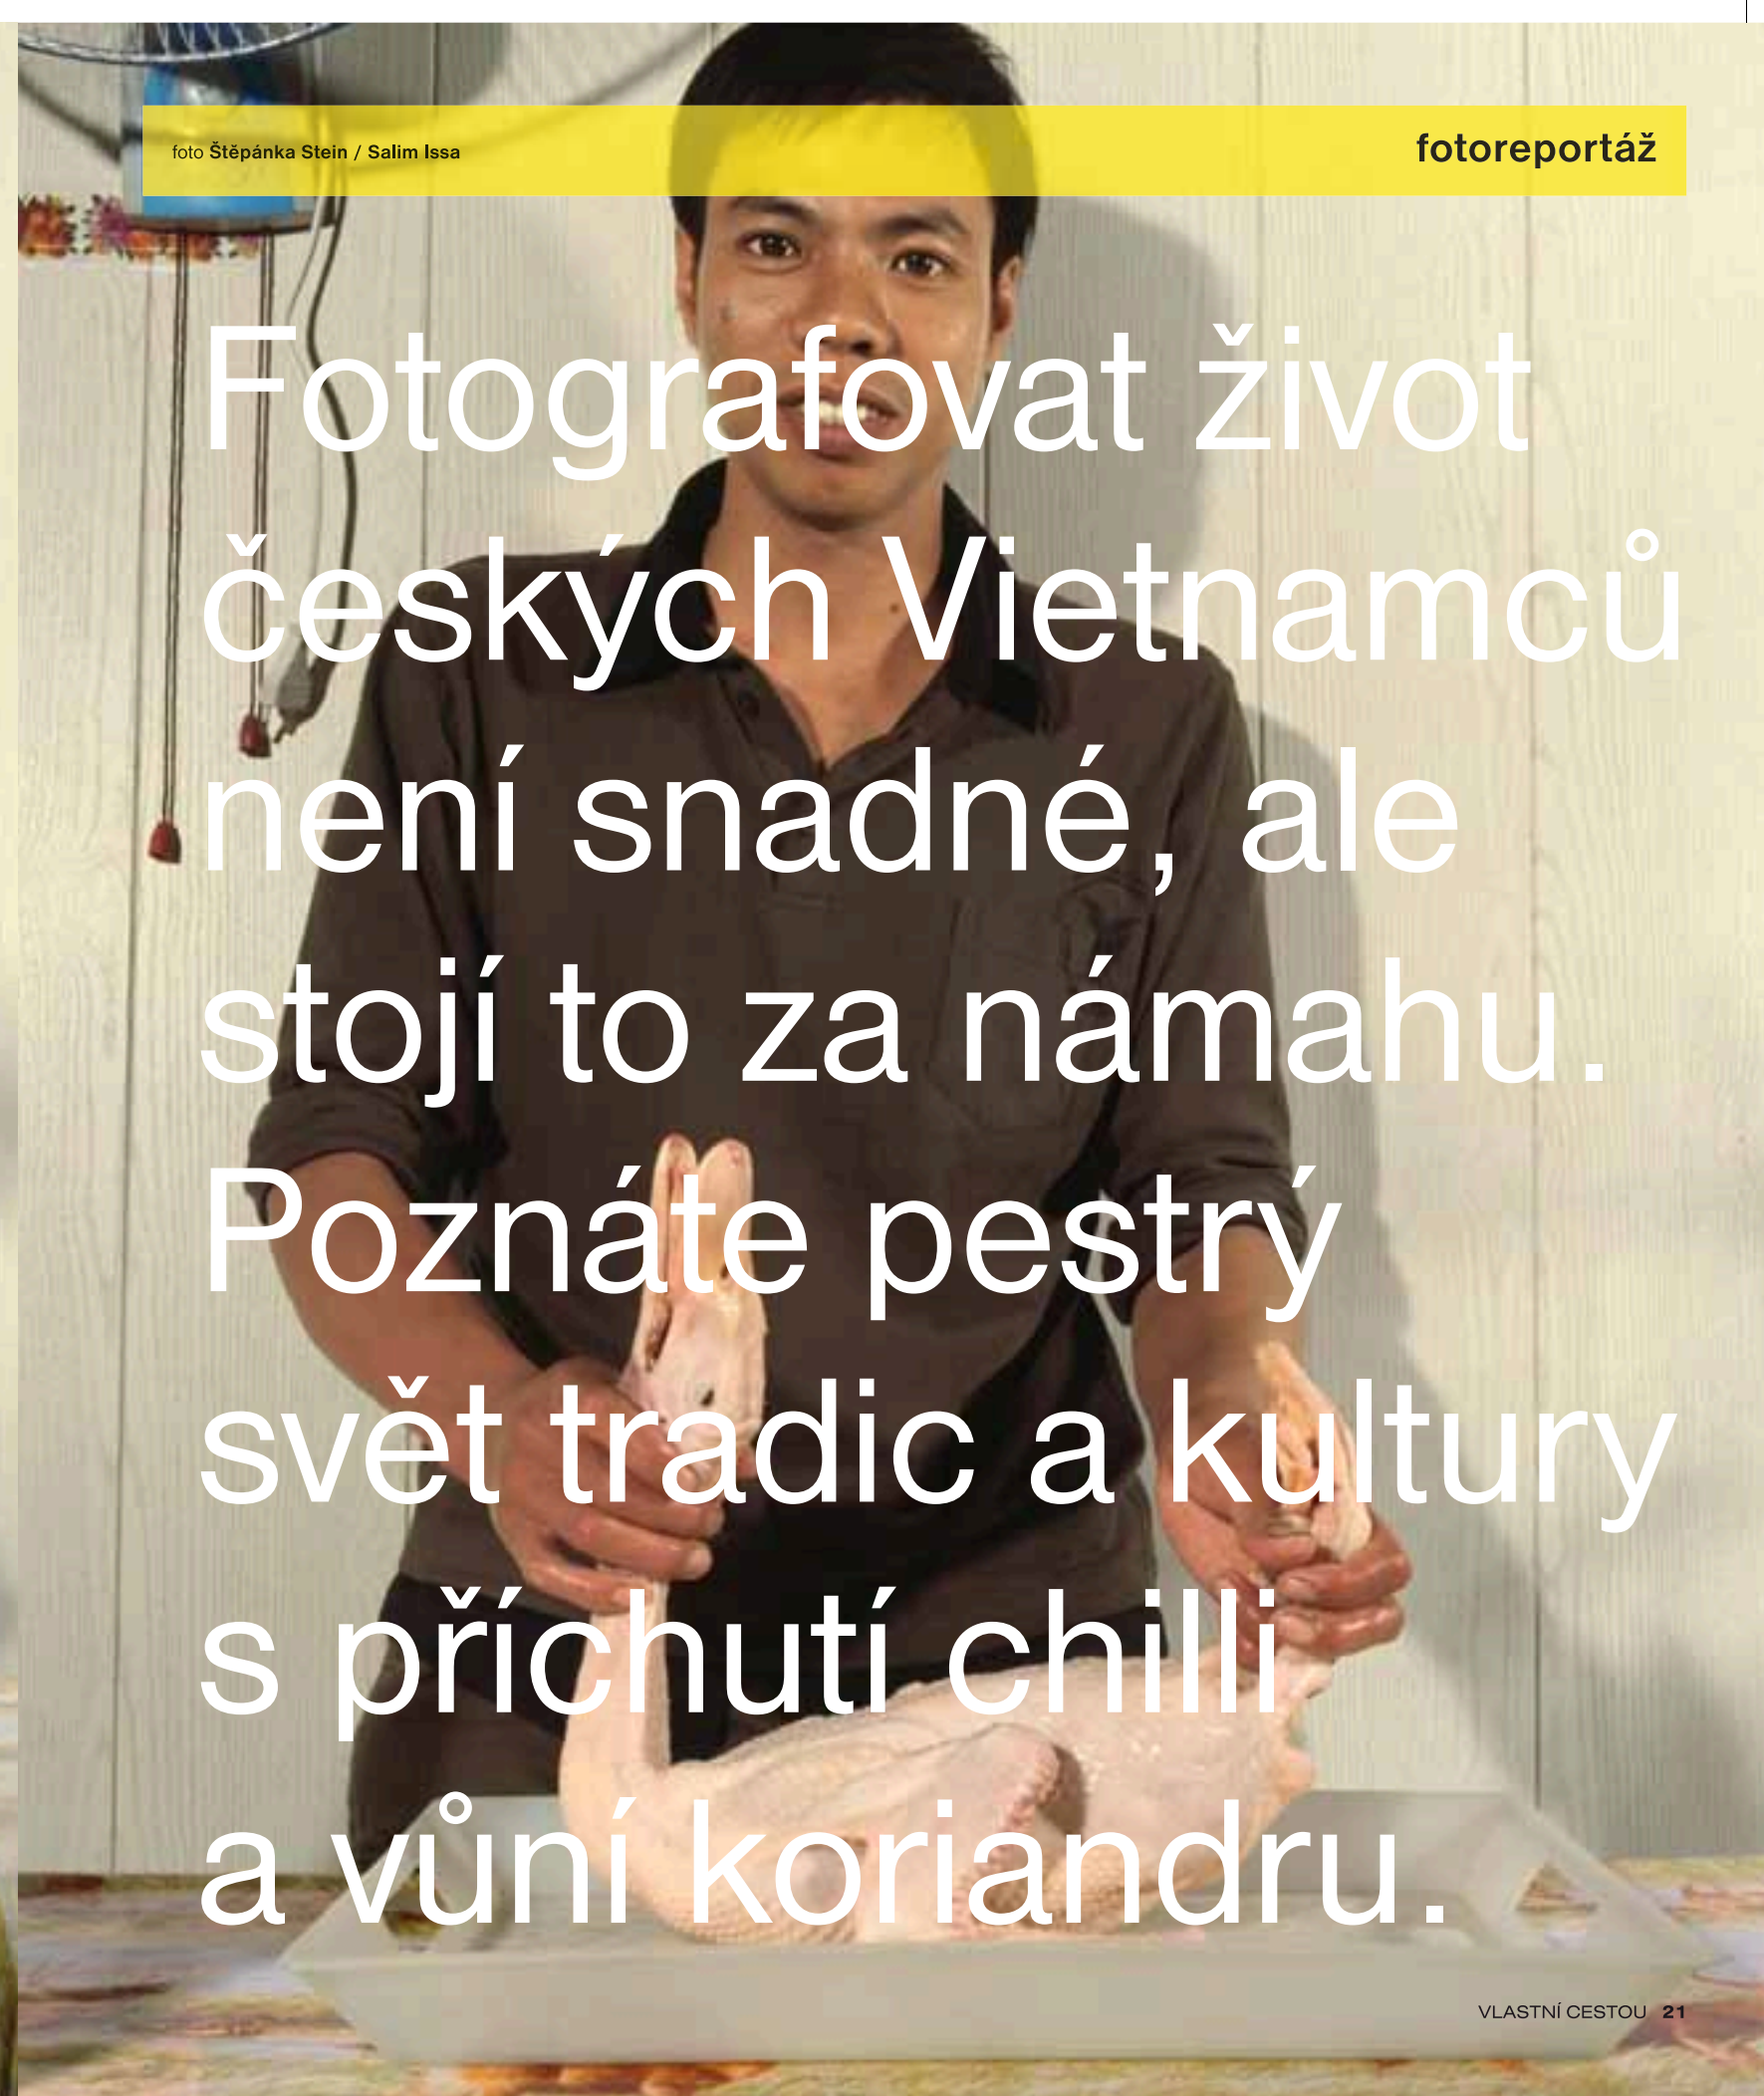 foto Štěpánka Stein / Salim Issa
fotoreportáž
Fotografovat život
českých Vietnamců
není snadné, ale
stojí to za námahu.
Poznáte pestrý
svět tradic a kultury
s příchutí chilli
a vůní koriandru.
VLASTNÍ CESTOU 21